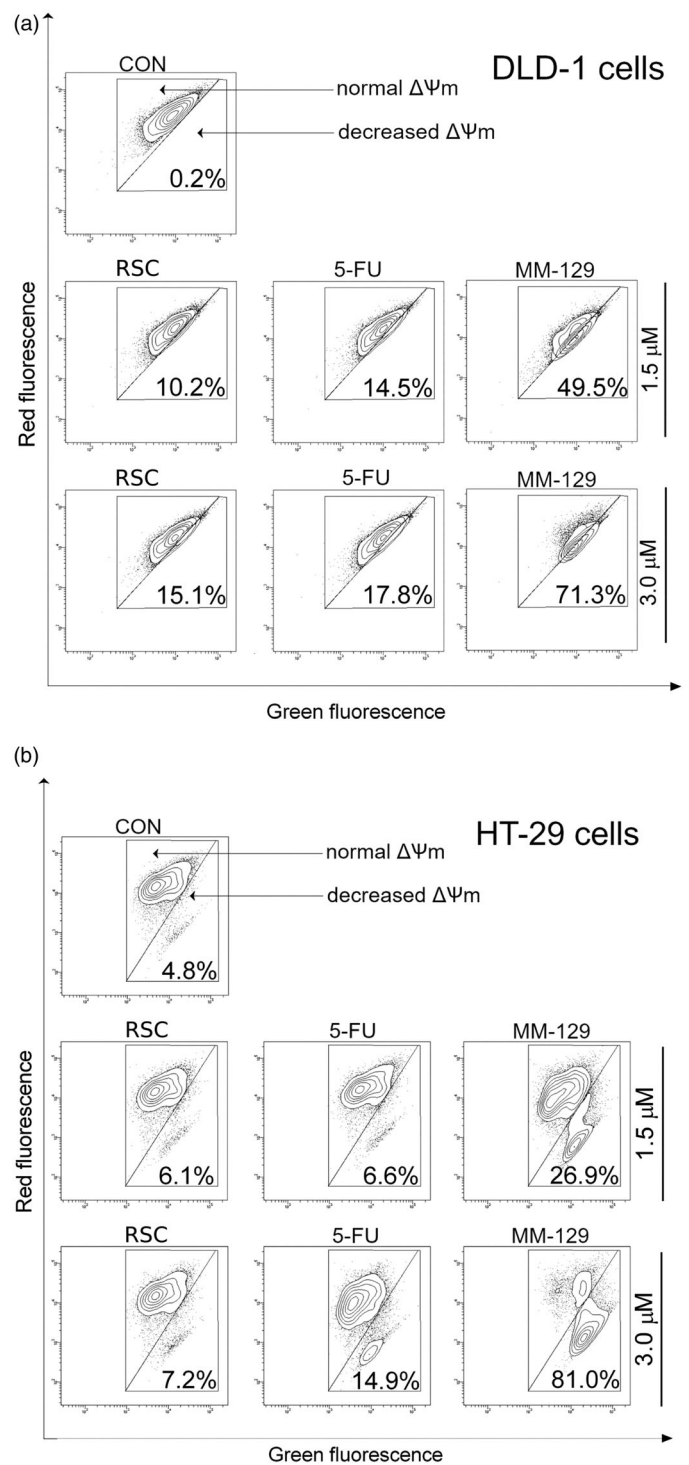 (a)
CON
DLD-1 cells
normal ΔΨm
decreased ΔΨm
0.2%
RSC 5-FU MM-129
10.2% 14.5% 49.5%
1.5 μM
RSC 5-FU MM-129
15.1% 17.8% 71.3%
3.0 μM
Red fluorescence
Green fluorescence
(b)
CON
HT-29 cells
normal ΔΨm
decreased ΔΨm
4.8%
RSC 5-FU MM-129
6.1% 6.6% 26.9%
1.5 μM
RSC 5-FU MM-129
7.2% 14.9% 81.0%
3.0 μM
Red fluorescence
Green fluorescence